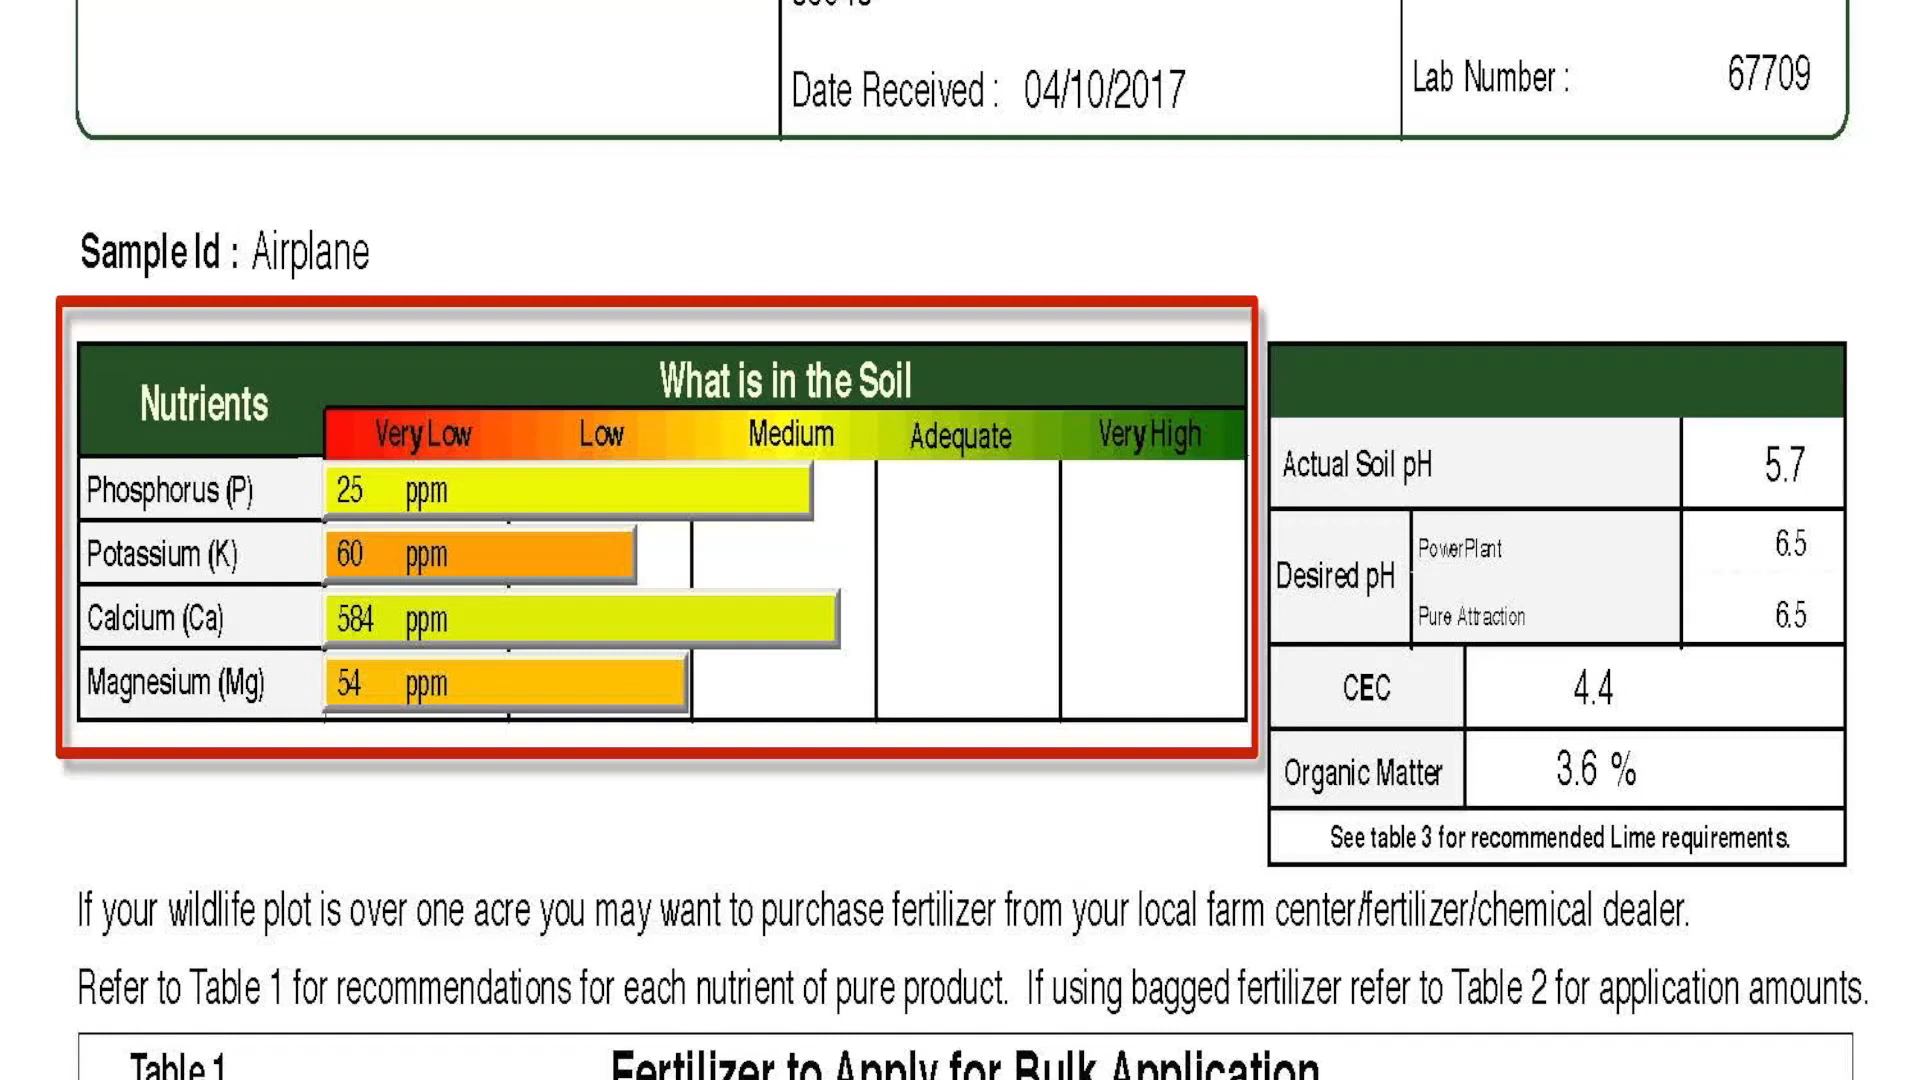 Date Received : 04/10/2017
Lab Number : 67709
Sample Id : Airplane
Nutrients
What is in the Soil
Very Low Low Medium Adequate Very High
Phosphorus (P) 25 ppm
Potassium (K) 60 ppm
Calcium (Ca) 584 ppm
Magnesium (Mg) 54 ppm
Actual Soil pH 5.7
Desired pH
PowerPlant 6.5
Pure Attraction 6.5
CEC 4.4
Organic Matter 3.6 %
See table 3 for recommended Lime requirements.
If your wildlife plot is over one acre you may want to purchase fertilizer from your local farm center/fertilizer/chemical dealer.
Refer to Table 1 for recommendations for each nutrient of pure product. If using bagged fertilizer refer to Table 2 for application amounts.
Table 1 Fertilizer to Apply for Bulk Application